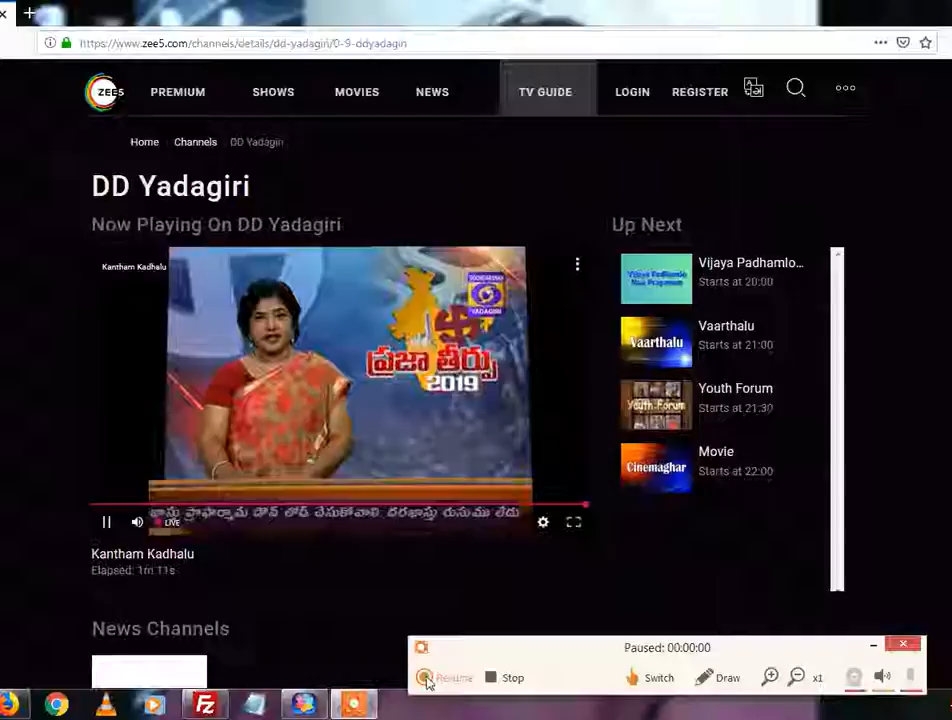 https://www.zee5.com/channels/details/dd-yadagiri/0-9-ddyadagiri
ZEE5
PREMIUM
SHOWS
MOVIES
NEWS
TV GUIDE
LOGIN
REGISTER
Home
Channels
DD Yadagiri
DD Yadagiri
Now Playing On DD Yadagiri
Up Next
Kantham Kadhalu
DOORDARSHAN
YADAGIRI
ప్రజా తీర్పు
2019
ప్రొఫార్మాను డౌన్ లోడ్ చేసుకోవాలి. దరఖాస్తు రుసుము లేదు
LIVE
Kantham Kadhalu
Elapsed: 1m 11s
Vijaya Padhamlo...
Starts at 20:00
Vaarthalu
Vaarthalu
Starts at 21:00
Youth Forum
Youth Forum
Starts at 21:30
Cinemaghar
Movie
Starts at 22:00
News Channels
Paused: 00:00:00
Resume
Stop
Switch
Draw
x1